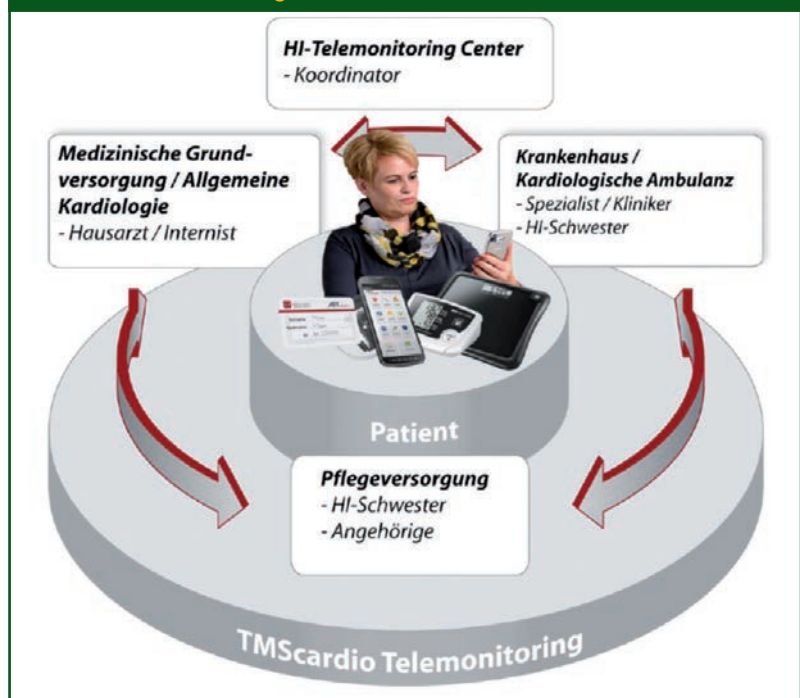 HI-Telemonitoring Center
- Koordinator
Medizinische Grund-
versorgung / Allgemeine
Kardiologie
- Hausarzt / Internist
Krankenhaus /
Kardiologische Ambulanz
- Spezialist / Kliniker
- HI-Schwester
Patient
Pflegeversorgung
- HI-Schwester
- Angehörige
TMScardio Telemonitoring